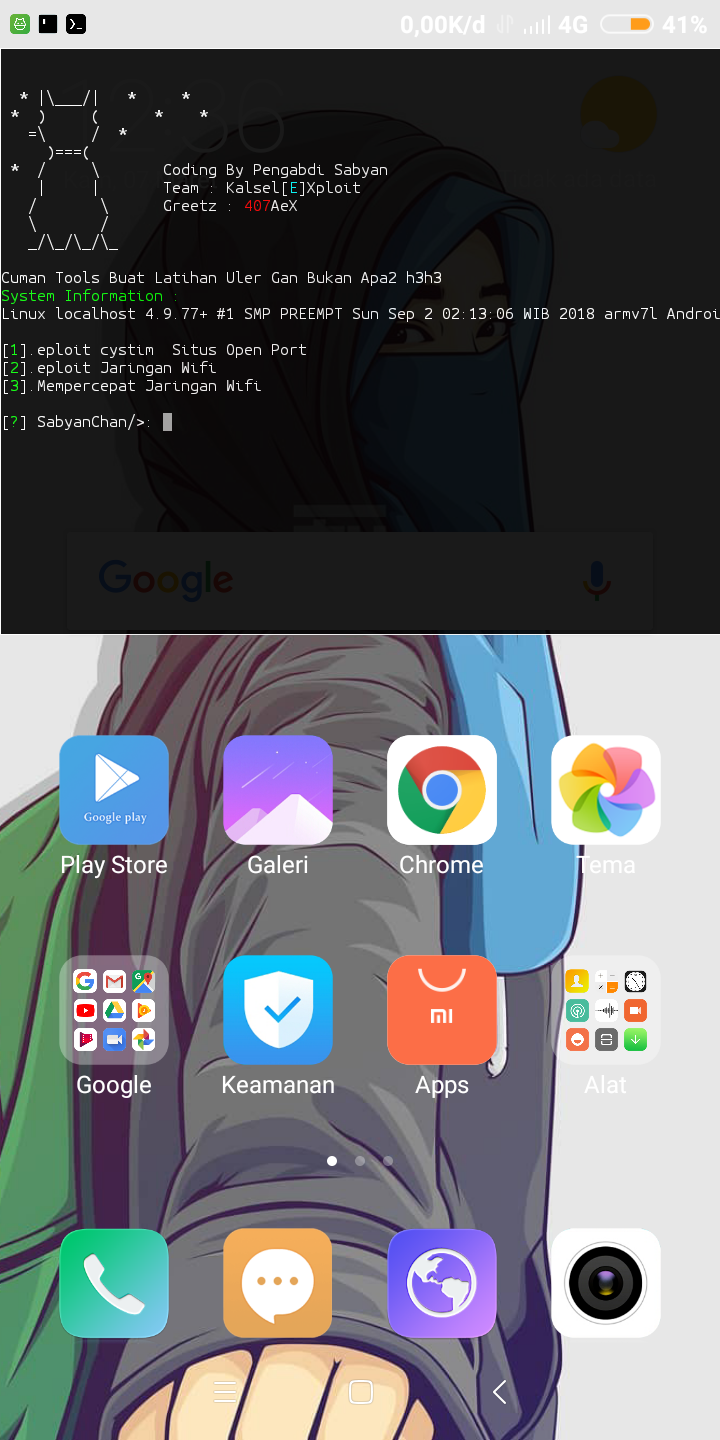 0,00K/d 4G 41%
12:36
* |\___/| * *
* ) ( * *
=\ / *
)===(
* / \ Coding By Pengabdi Sabyan
| | Team : Kalsel[E]Xploit
/ \ Greetz : 407AeX
\ /
_/\_/\_/\_
Cuman Tools Buat Latihan Uler Gan Bukan Apa2 h3h3
System Information :
Linux localhost 4.9.77+ #1 SMP PREEMPT Sun Sep 2 02:13:06 WIB 2018 armv7l Androi
[1].eploit cystim Situs Open Port
[2].eploit Jaringan Wifi
[3].Mempercepat Jaringan Wifi
[?] SabyanChan/>:
Google
Google play
Play Store Galeri Chrome Tema
mi
Google Keamanan Apps Alat